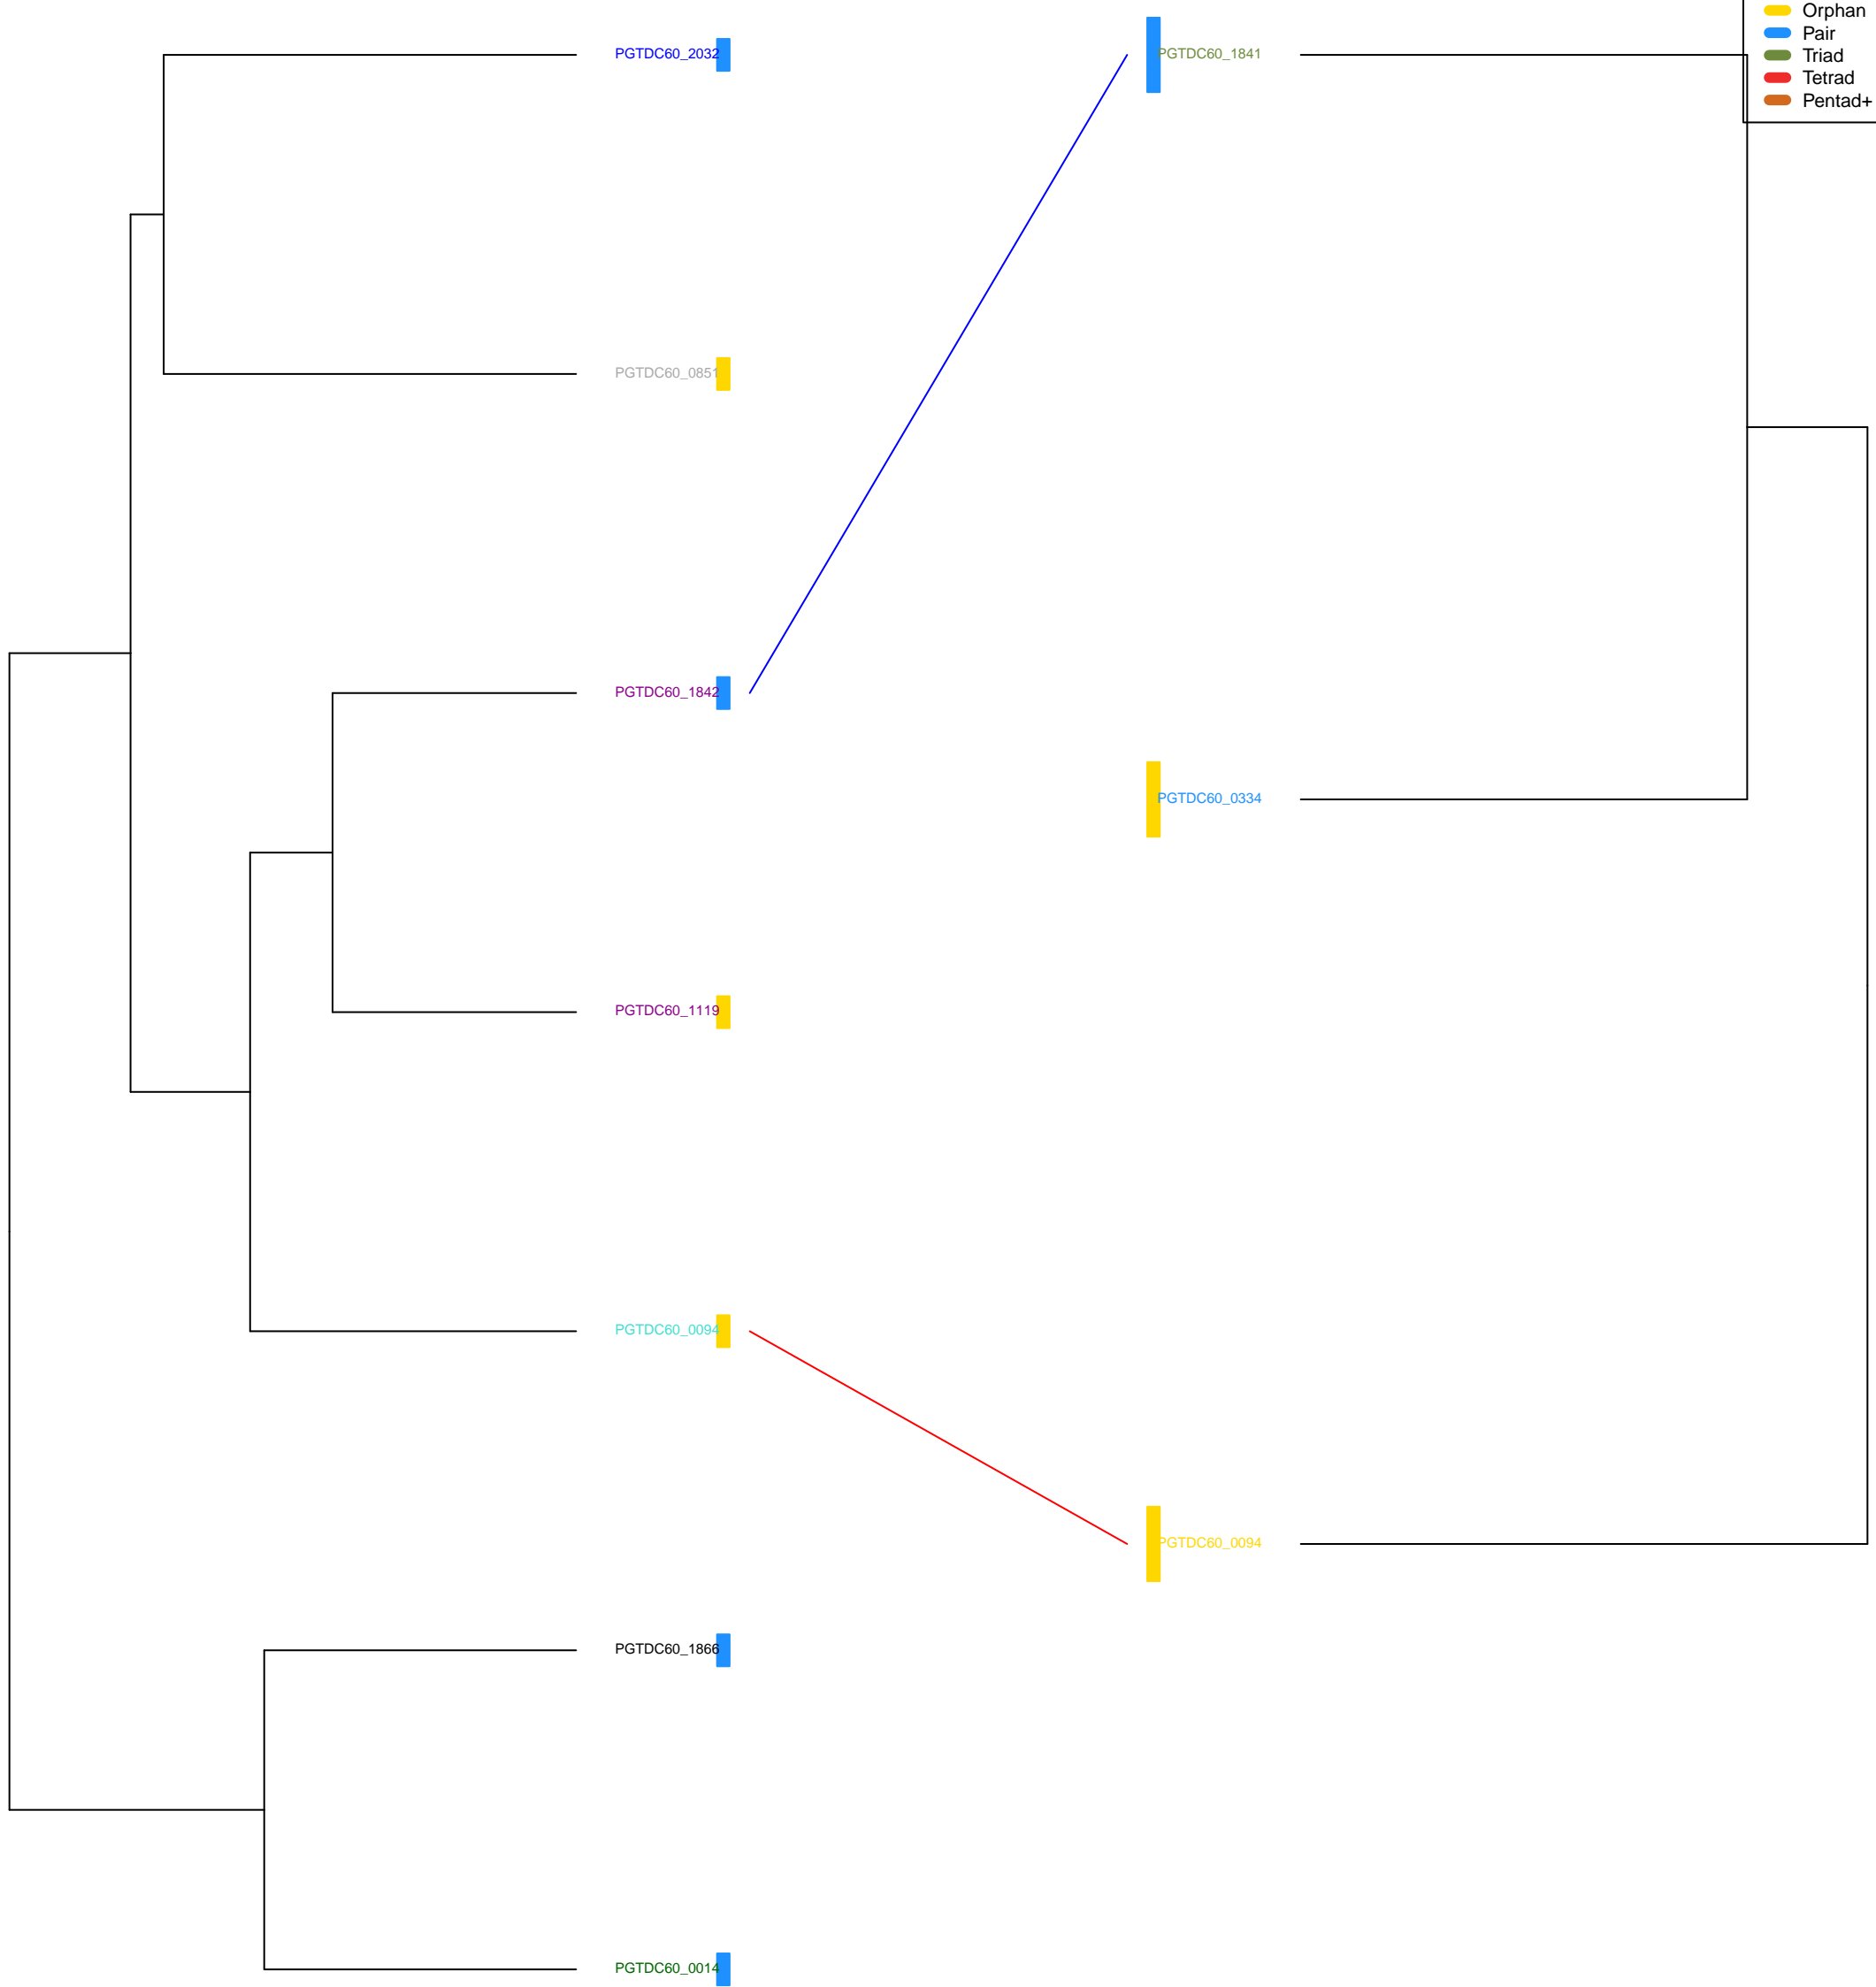 PGTDC60_2032
PGTDC60_0851
PGTDC60_1842
PGTDC60_1119
PGTDC60_0094
PGTDC60_1866
PGTDC60_0014
PGTDC60_1841
PGTDC60_0334
PGTDC60_0094
Orphan
Pair
Triad
Tetrad
Pentad+